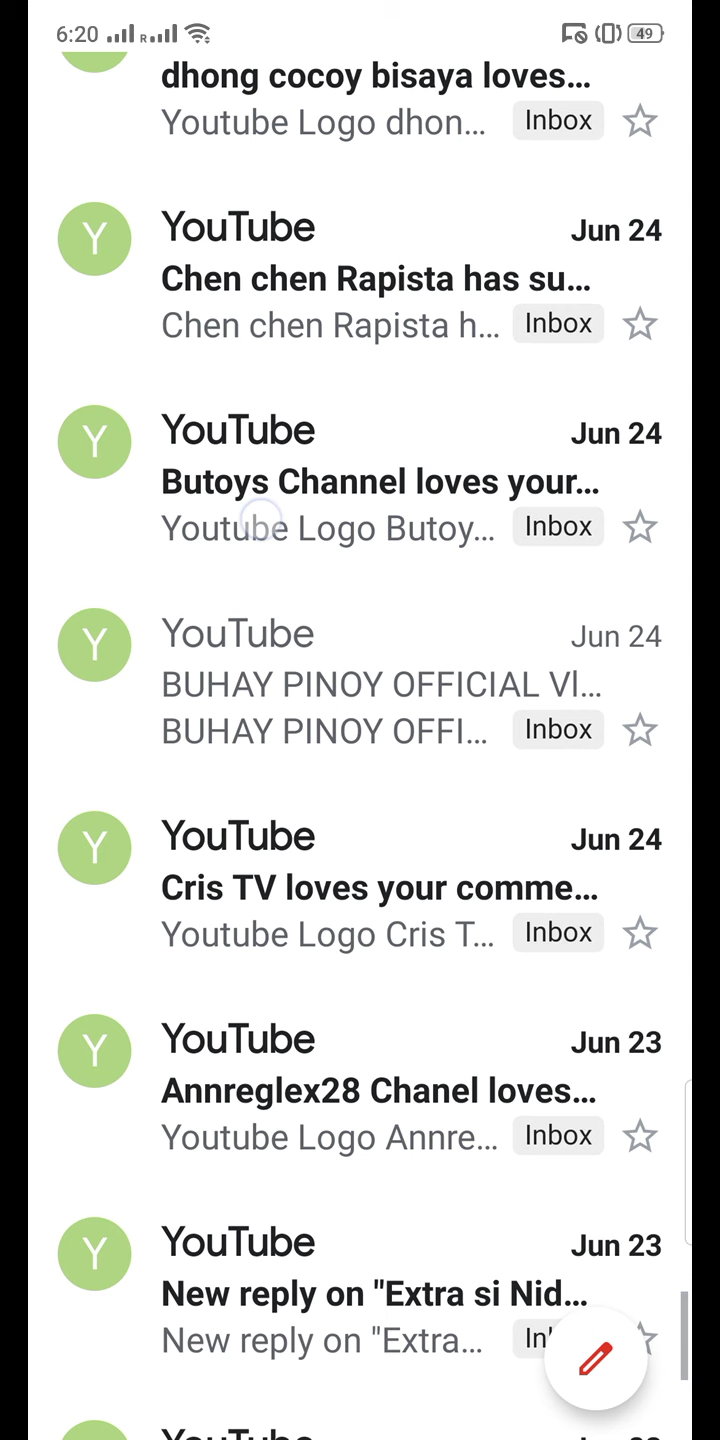 6:20 R 49
dhong cocoy bisaya loves...
Youtube Logo dhon... Inbox
Y YouTube Jun 24
Chen chen Rapista has su...
Chen chen Rapista h... Inbox
Y YouTube Jun 24
Butoys Channel loves your...
Youtube Logo Butoy... Inbox
Y YouTube Jun 24
BUHAY PINOY OFFICIAL Vl...
BUHAY PINOY OFFI... Inbox
Y YouTube Jun 24
Cris TV loves your comme...
Youtube Logo Cris T... Inbox
Y YouTube Jun 23
Annreglex28 Chanel loves...
Youtube Logo Annre... Inbox
Y YouTube Jun 23
New reply on "Extra si Nid...
New reply on "Extra...